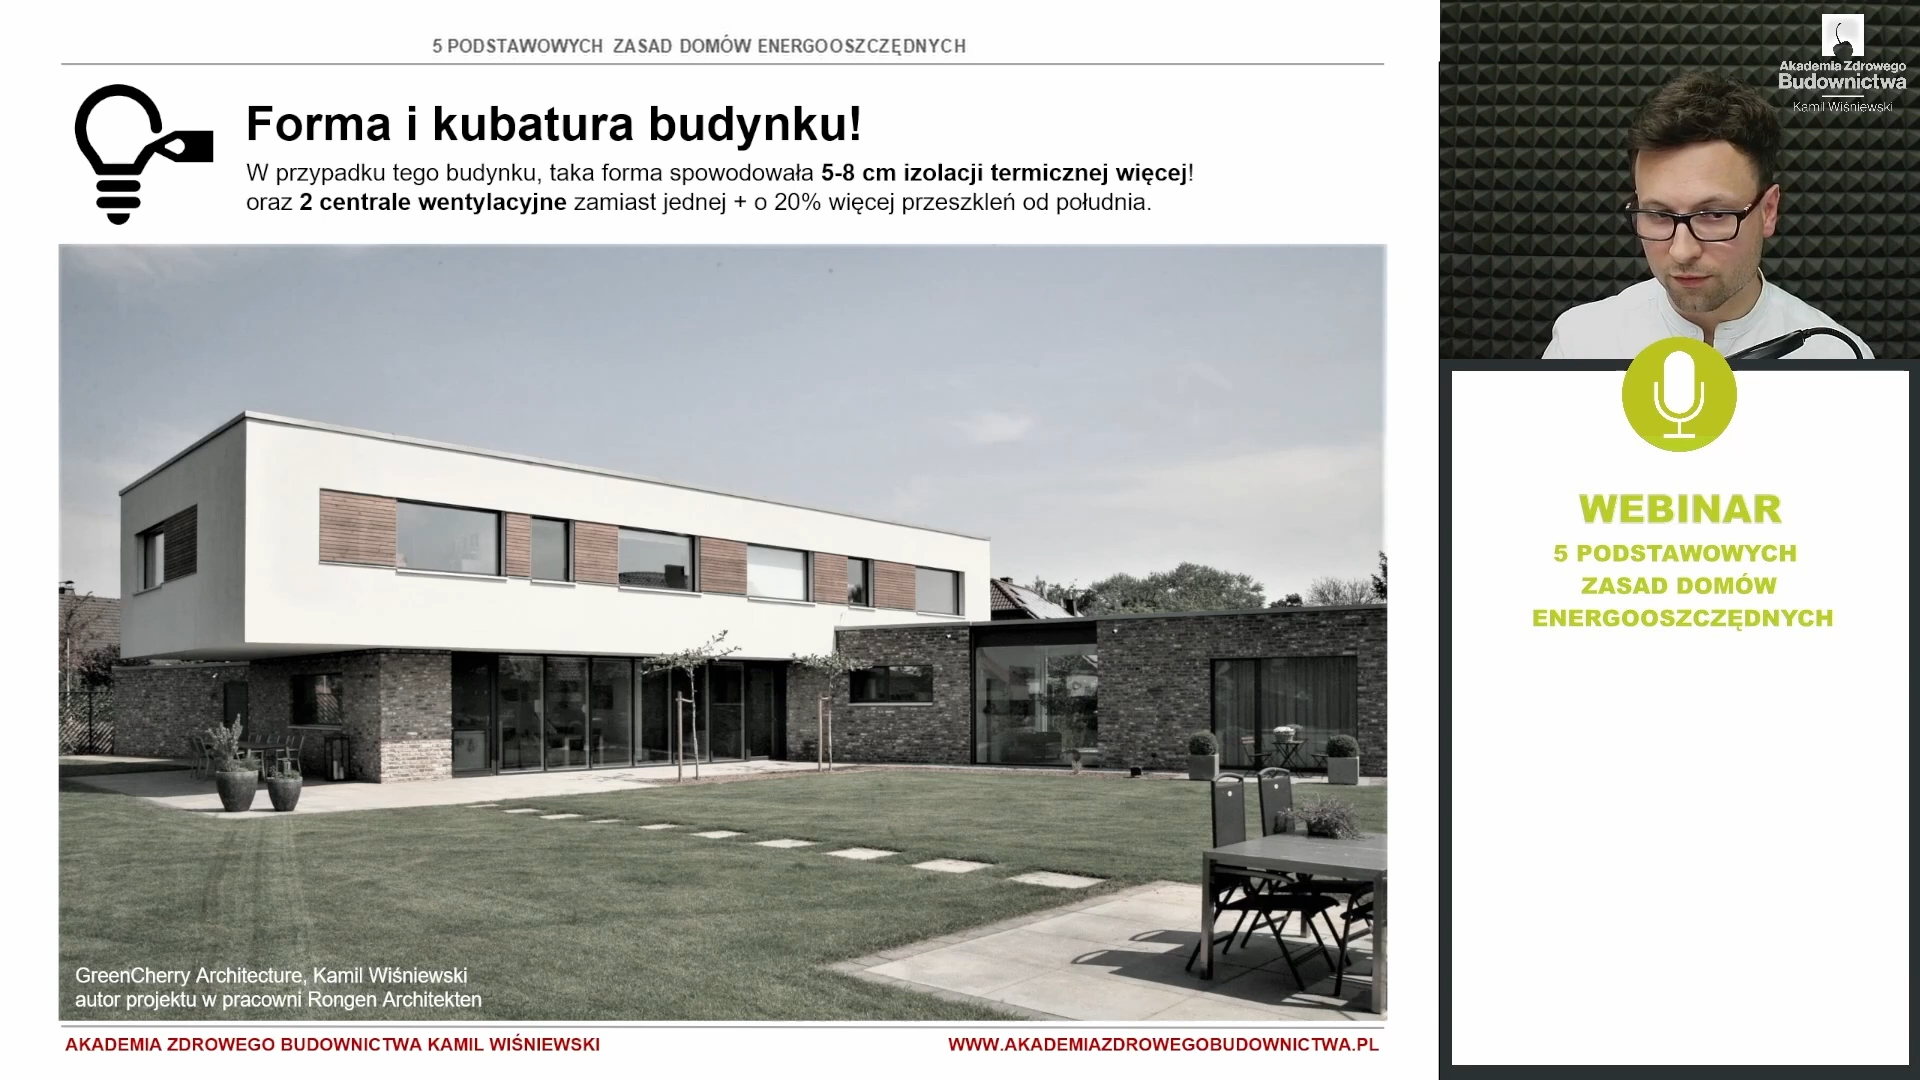 5 PODSTAWOWYCH ZASAD DOMÓW ENERGOOSZCZĘDNYCH
Forma i kubatura budynku!
W przypadku tego budynku, taka forma spowodowała 5-8 cm izolacji termicznej więcej!
oraz 2 centrale wentylacyjne zamiast jednej + o 20% więcej przeszkleń od południa.
GreenCherry Architecture, Kamil Wiśniewski
autor projektu w pracowni Rongen Architekten
AKADEMIA ZDROWEGO BUDOWNICTWA KAMIL WIŚNIEWSKI
WWW.AKADEMIAZDROWEGOBUDOWNICTWA.PL
Akademia Zdrowego
Budownictwa
Kamil Wiśniewski
WEBINAR
5 PODSTAWOWYCH
ZASAD DOMÓW
ENERGOOSZCZĘDNYCH